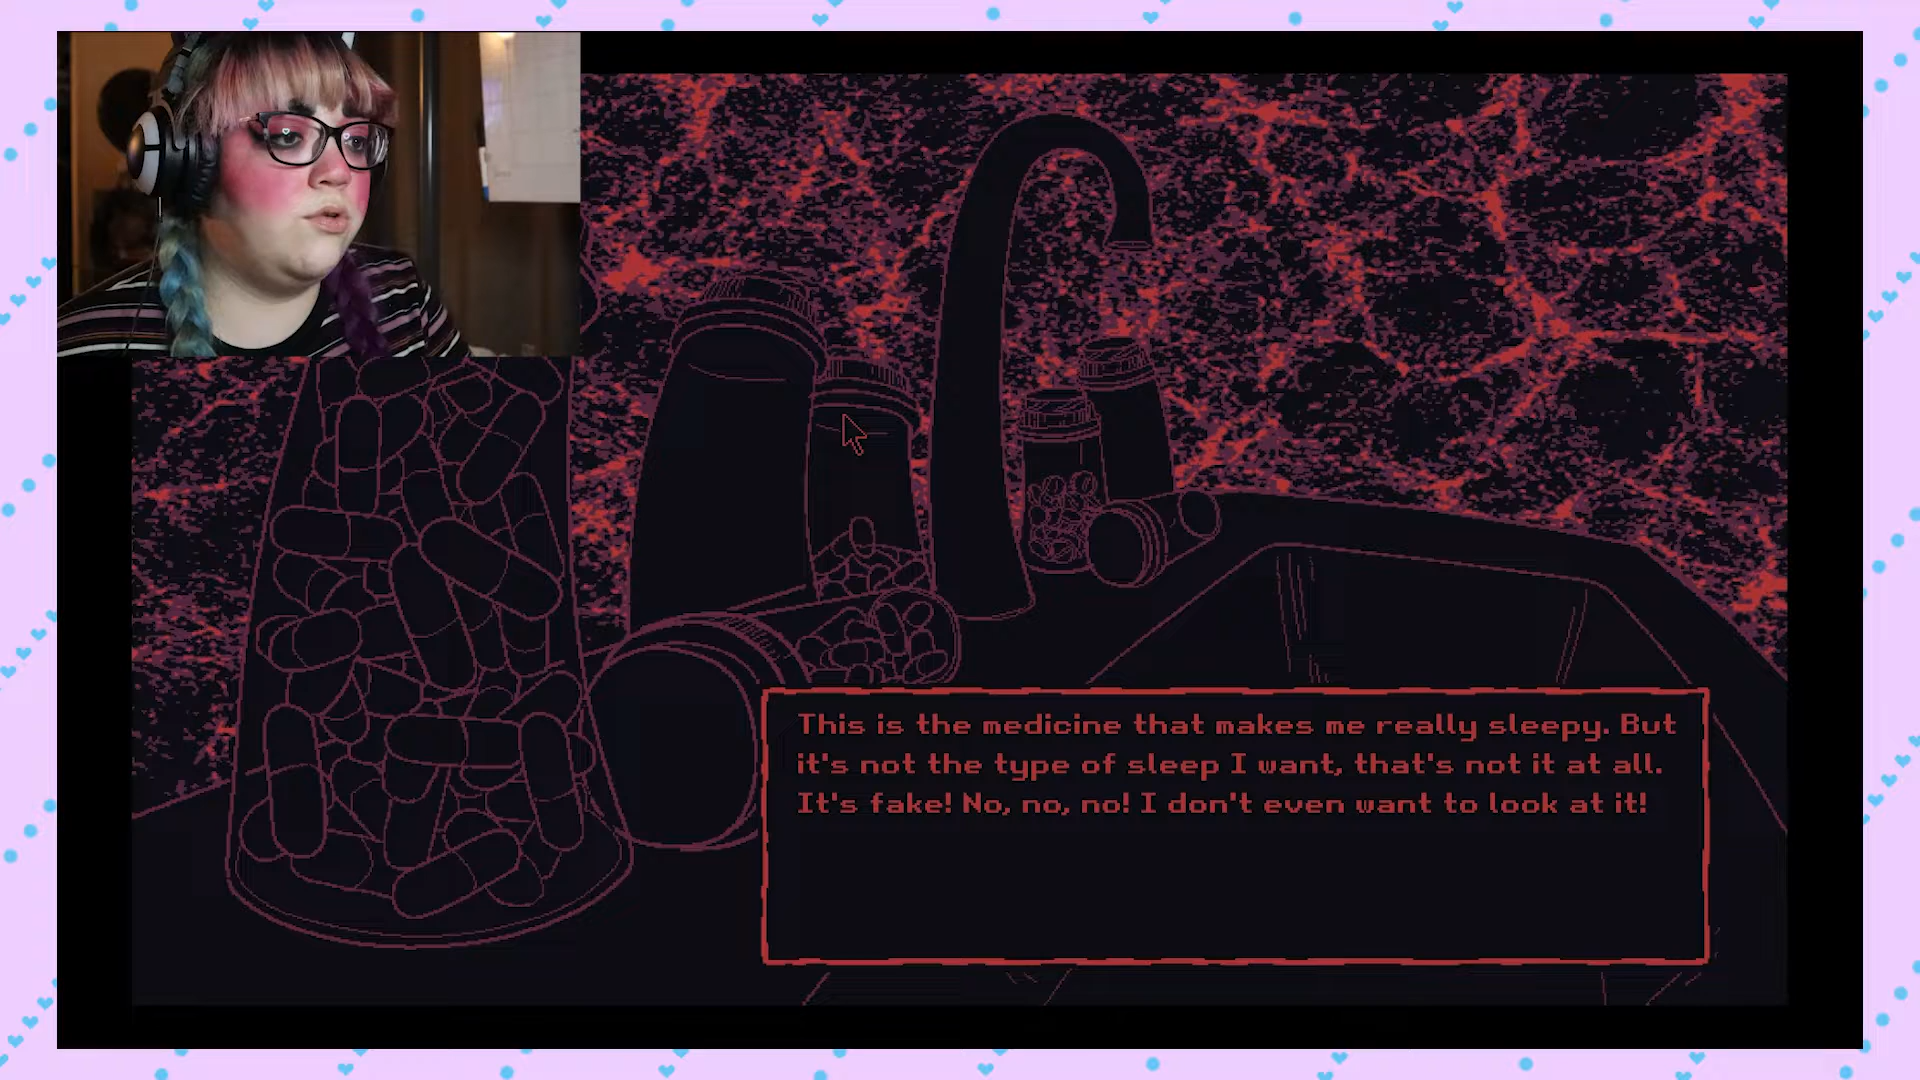 This is the medicine that makes me really sleepy. But
it's not the type of sleep I want, that's not it at all.
It's fake! No, no, no! I don't even want to look at it!